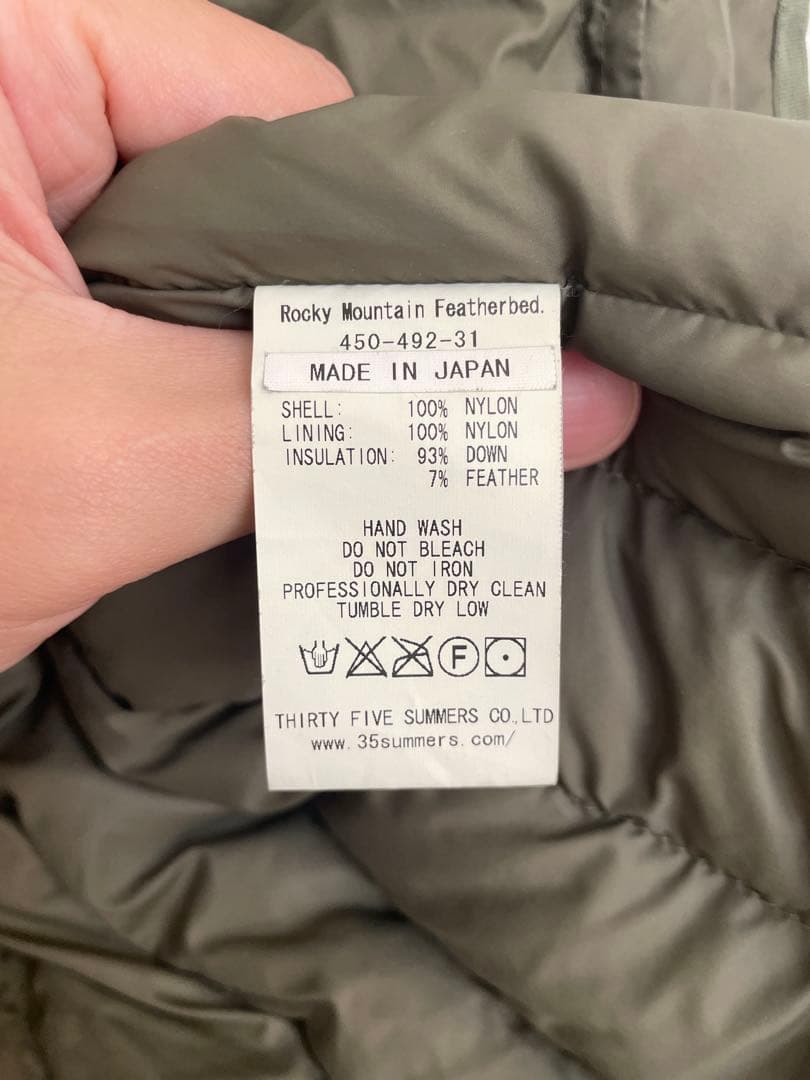 Rocky Mountain Featherbed.
450-492-31
MADE IN JAPAN
SHELL: 100% NYLON
LINING: 100% NYLON
INSULATION: 93% DOWN
7% FEATHER
HAND WASH
DO NOT BLEACH
DO NOT IRON
PROFESSIONALLY DRY CLEAN
TUMBLE DRY LOW
F
THIRTY FIVE SUMMERS CO.,LTD
www.35summers.com/